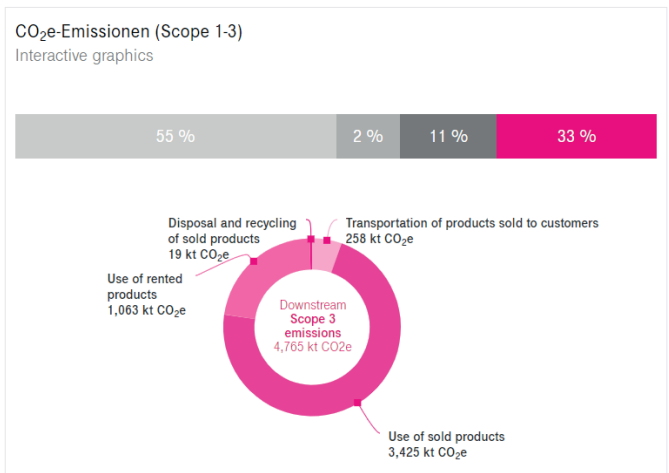 CO₂e-Emissionen (Scope 1-3)
Interactive graphics
55 %
2 %
11 %
33 %
Disposal and recycling
of sold products
19 kt CO₂e
Transportation of products sold to customers
258 kt CO₂e
Use of rented
products
1,063 kt CO₂e
Downstream
Scope 3
emissions
4,765 kt CO2e
Use of sold products
3,425 kt CO₂e